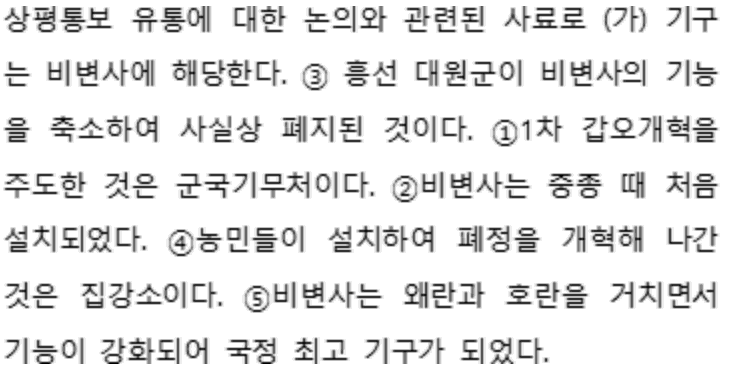 상평통보 유통에 대한 논의와 관련된 사료로 (가) 기구
는 비변사에 해당한다. ③ 흥선 대원군이 비변사의 기능
을 축소하여 사실상 폐지된 것이다. ①1차 갑오개혁을
주도한 것은 군국기무처이다. ②비변사는 중종 때 처음
설치되었다. ④농민들이 설치하여 폐정을 개혁해 나간
것은 집강소이다. ⑤비변사는 왜란과 호란을 거치면서
기능이 강화되어 국정 최고 기구가 되었다.